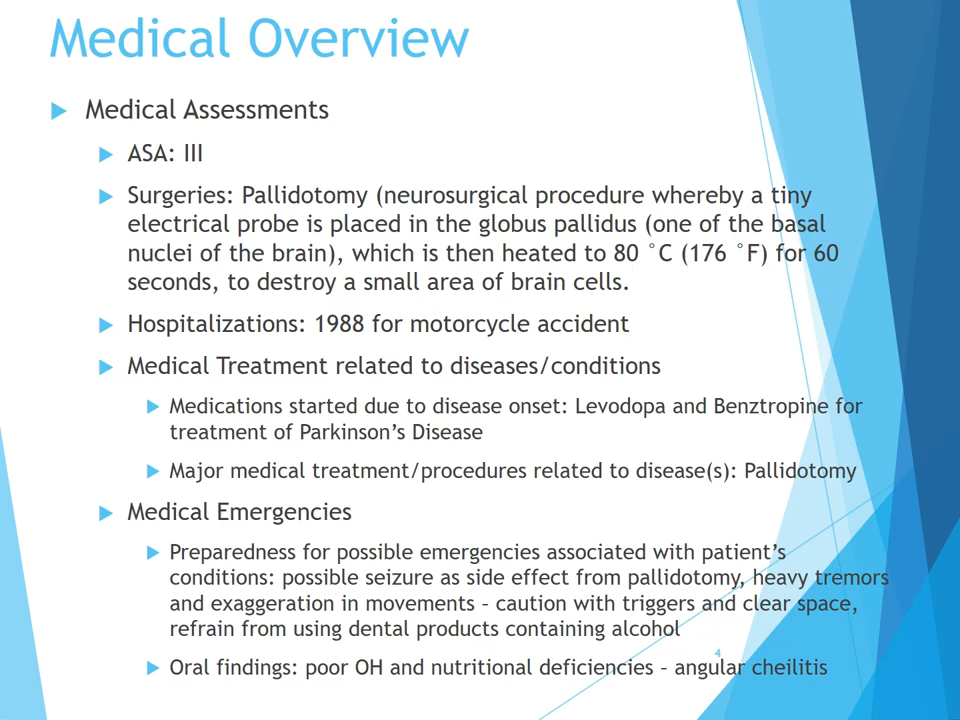 Medical Overview
Medical Assessments
ASA: III
Surgeries: Pallidotomy (neurosurgical procedure whereby a tiny
electrical probe is placed in the globus pallidus (one of the basal
nuclei of the brain), which is then heated to 80 °C (176 °F) for 60
seconds, to destroy a small area of brain cells.
Hospitalizations: 1988 for motorcycle accident
Medical Treatment related to diseases/conditions
Medications started due to disease onset: Levodopa and Benztropine for
treatment of Parkinson’s Disease
Major medical treatment/procedures related to disease(s): Pallidotomy
Medical Emergencies
Preparedness for possible emergencies associated with patient’s
conditions: possible seizure as side effect from pallidotomy, heavy tremors
and exaggeration in movements – caution with triggers and clear space,
refrain from using dental products containing alcohol
4
Oral findings: poor OH and nutritional deficiencies – angular cheilitis